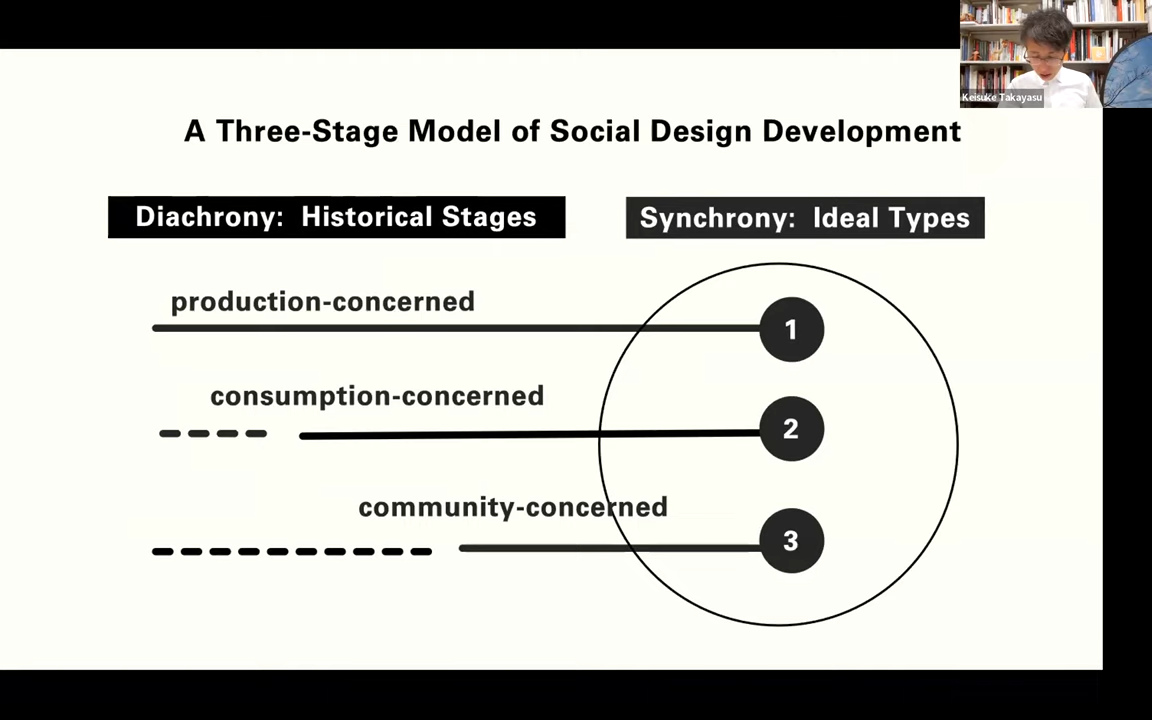 Keisuke Takayasu
A Three-Stage Model of Social Design Development
Diachrony: Historical Stages
Synchrony: Ideal Types
production-concerned
1
consumption-concerned
2
community-concerned
3